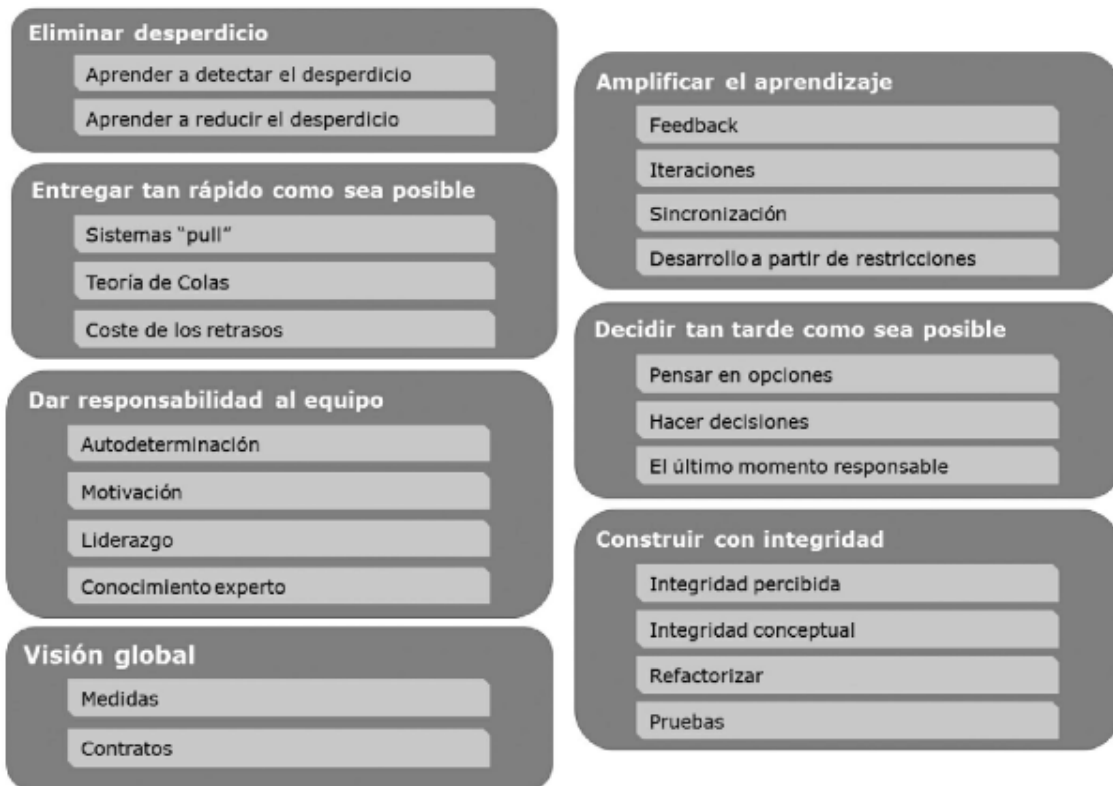 Eliminar desperdicio
Aprender a detectar el desperdicio
Aprender a reducir el desperdicio
Entregar tan rápido como sea posible
Sistemas “pull”
Teoría de Colas
Coste de los retrasos
Dar responsabilidad al equipo
Autodeterminación
Motivación
Liderazgo
Conocimiento experto
Visión global
Medidas
Contratos
Amplificar el aprendizaje
Feedback
Iteraciones
Sincronización
Desarrollo a partir de restricciones
Decidir tan tarde como sea posible
Pensar en opciones
Hacer decisiones
El último momento responsable
Construir con integridad
Integridad percibida
Integridad conceptual
Refactorizar
Pruebas